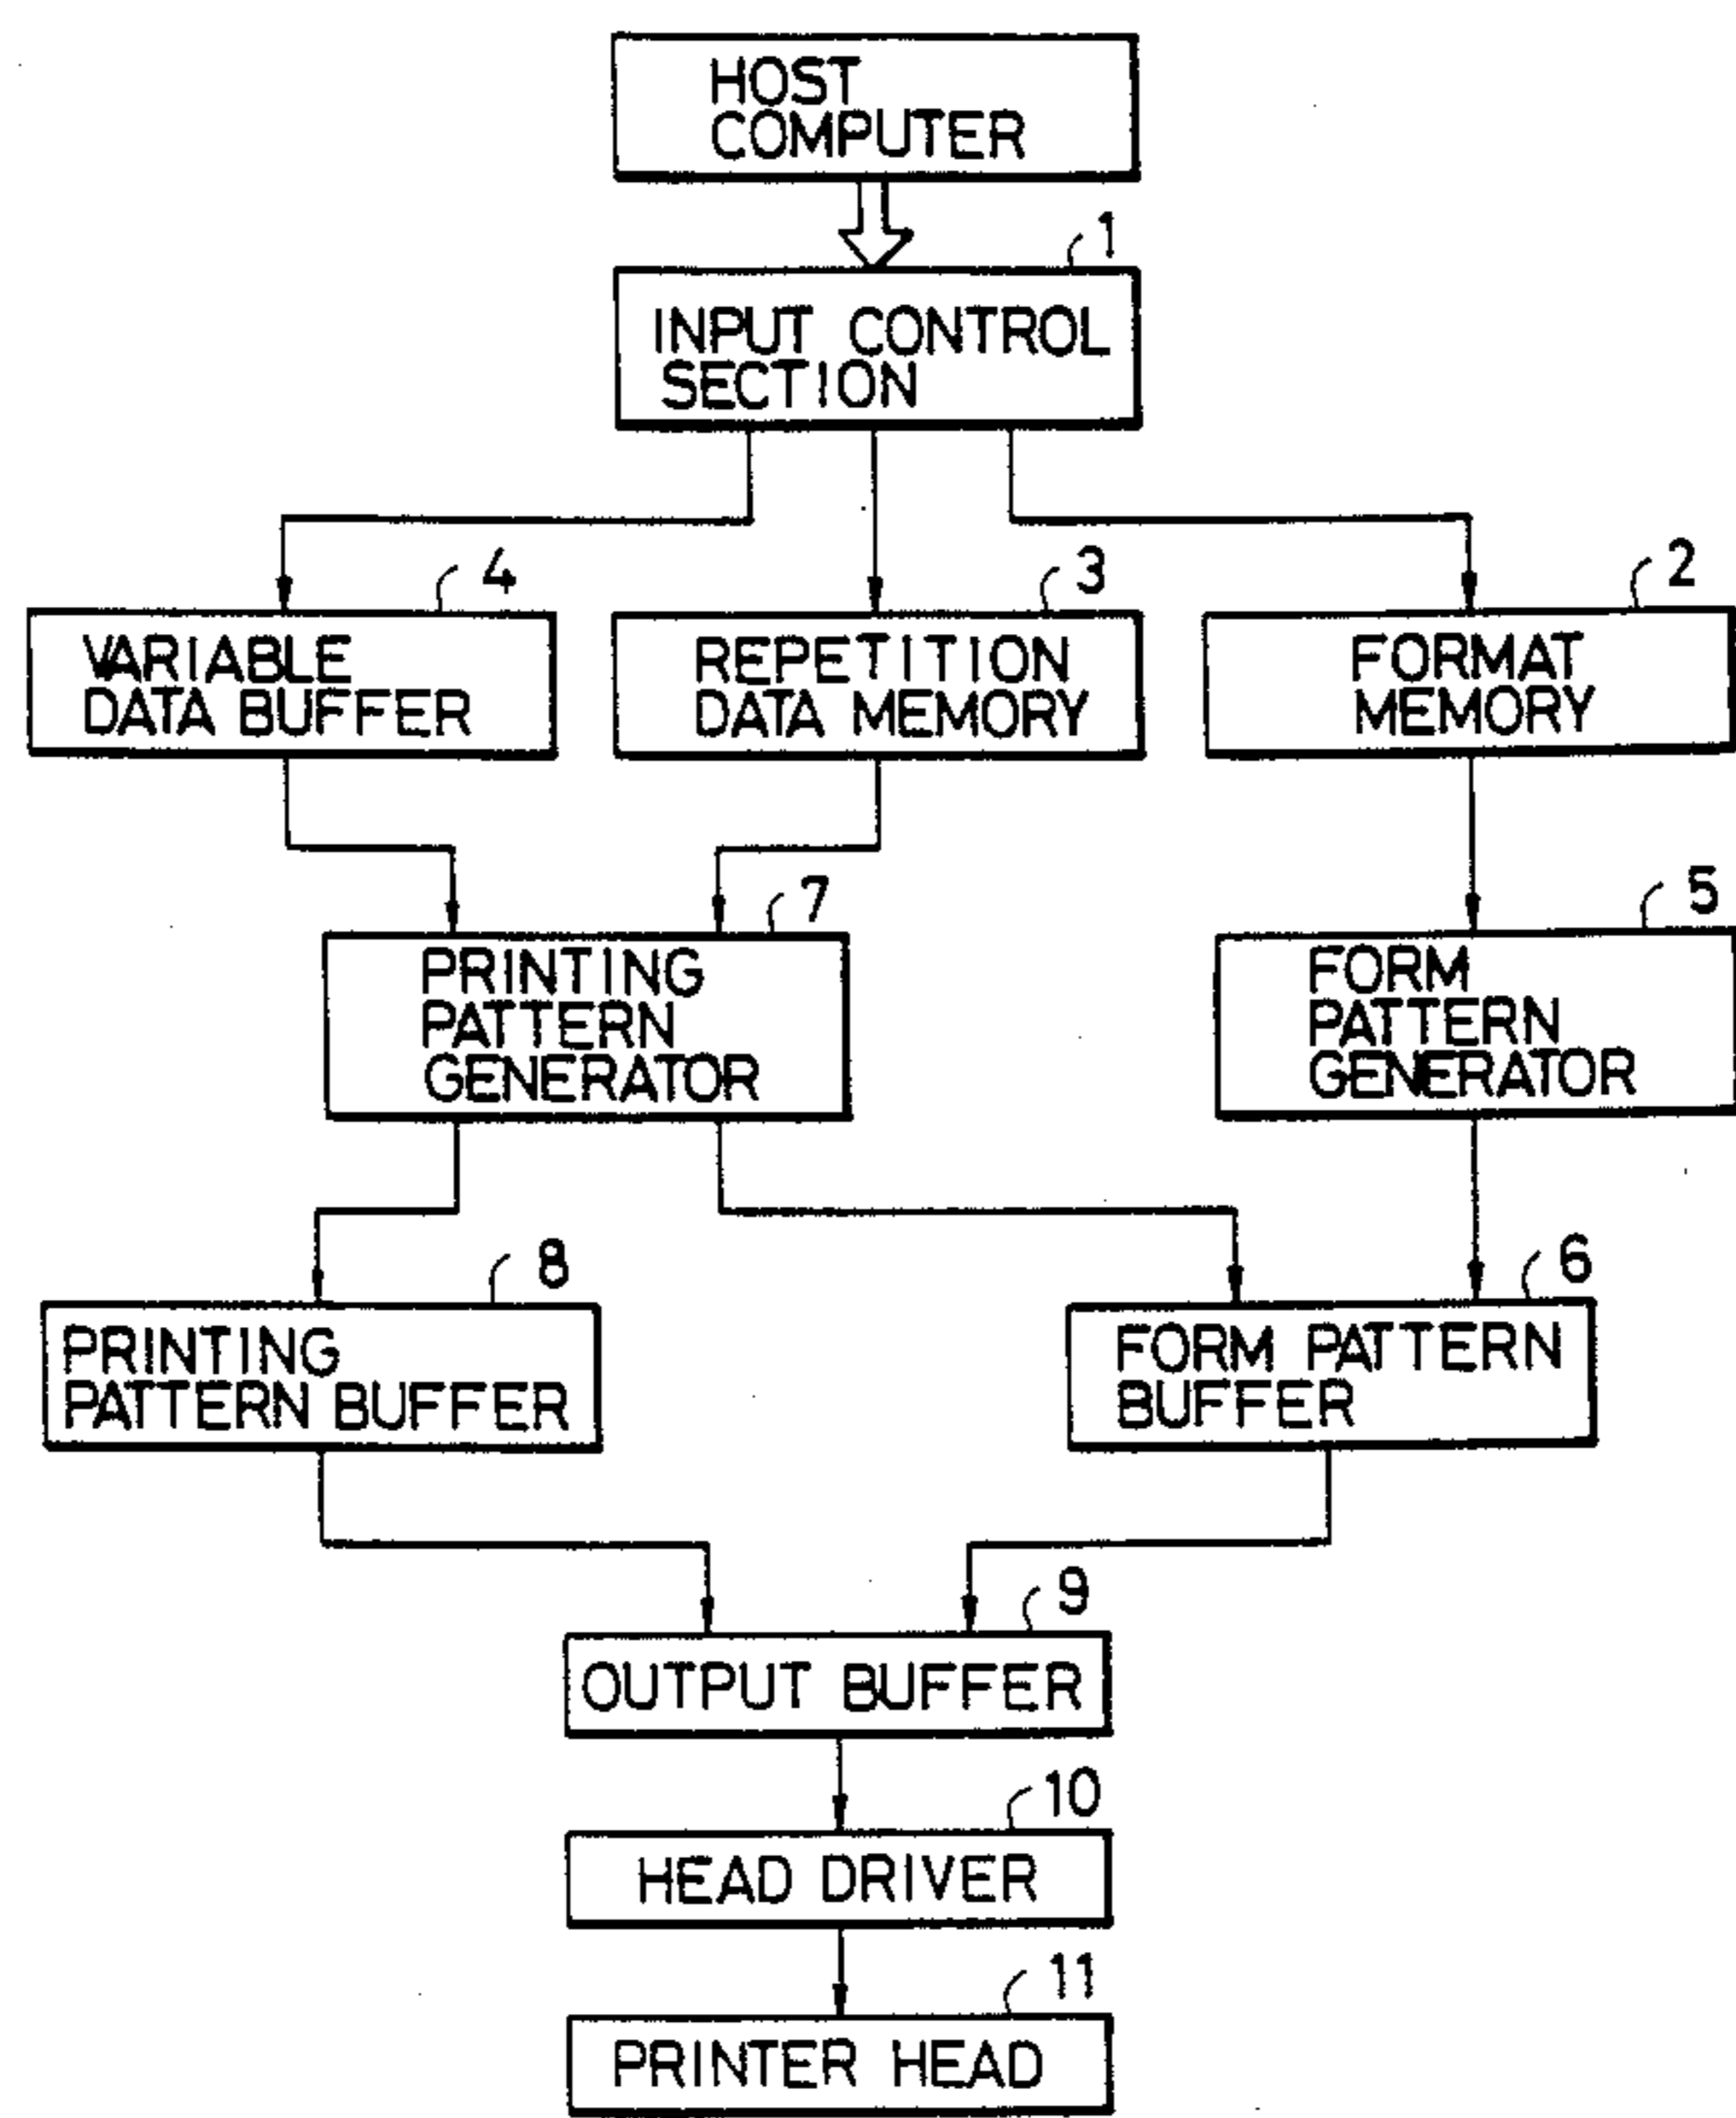 HOST
COMPUTER
1
INPUT CONTROL
SECTION
4
VARIABLE
DATA BUFFER
3
REPETITION
DATA MEMORY
2
FORMAT
MEMORY
7
PRINTING
PATTERN
GENERATOR
5
FORM
PATTERN
GENERATOR
8
PRINTING
PATTERN BUFFER
6
FORM PATTERN
BUFFER
9
OUTPUT BUFFER
10
HEAD DRIVER
11
PRINTER HEAD